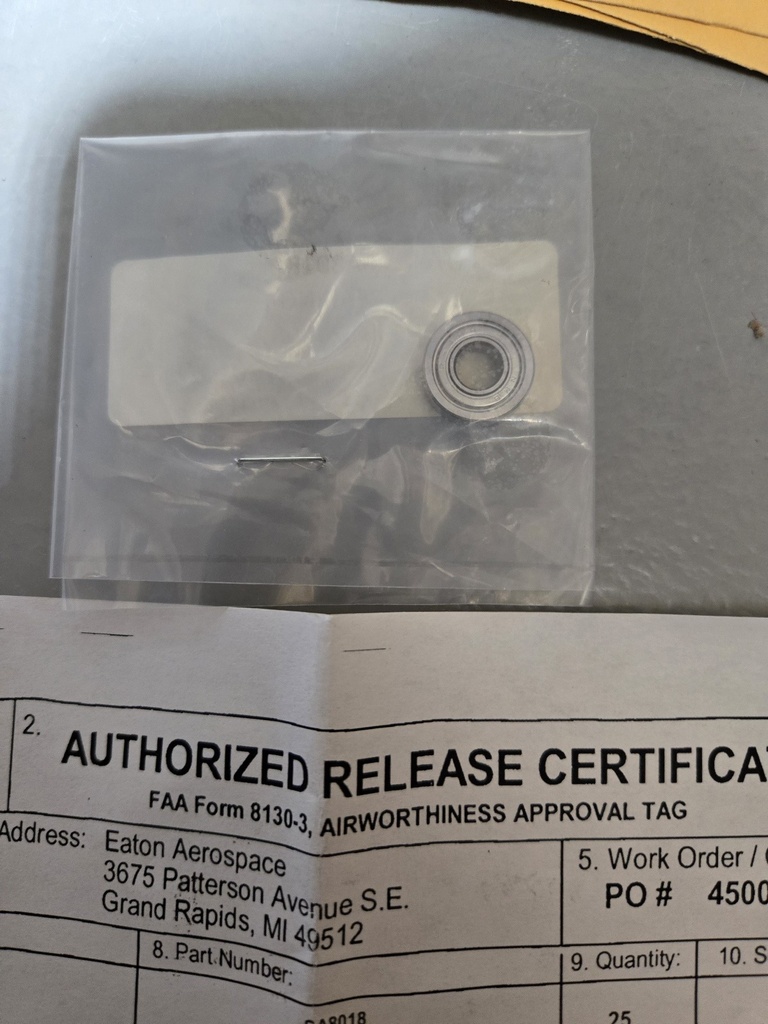 2.
AUTHORIZED RELEASE
FAA Form 8130-3, AIRWORTHINESS APPROVAL TAG
Address: Eaton Aerospace
3675 Patterson Avenue S.E.
Grand Rapids, MI 49512
5. Work Order /
PO # 4500
8. Part Number:
9. Quantity:
10.
25